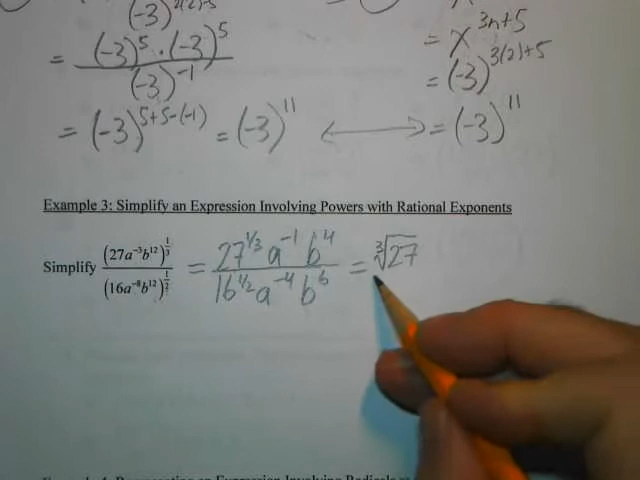 (-3)
= (-3)^5 · (-3)^5 / (-3)^-1
= (-3)^5+5-(-1) = (-3)^11 ↔ = (-3)^11
= x^3n+5
= (-3)^3(2)+5
Example 3: Simplify an Expression Involving Powers with Rational Exponents
Simplify (27a^-3b^12)^1/3 / (16a^-8b^12)^1/2 = 27^1/3 a^-1 b^4 / 16^1/2 a^-4 b^6 = ∛27